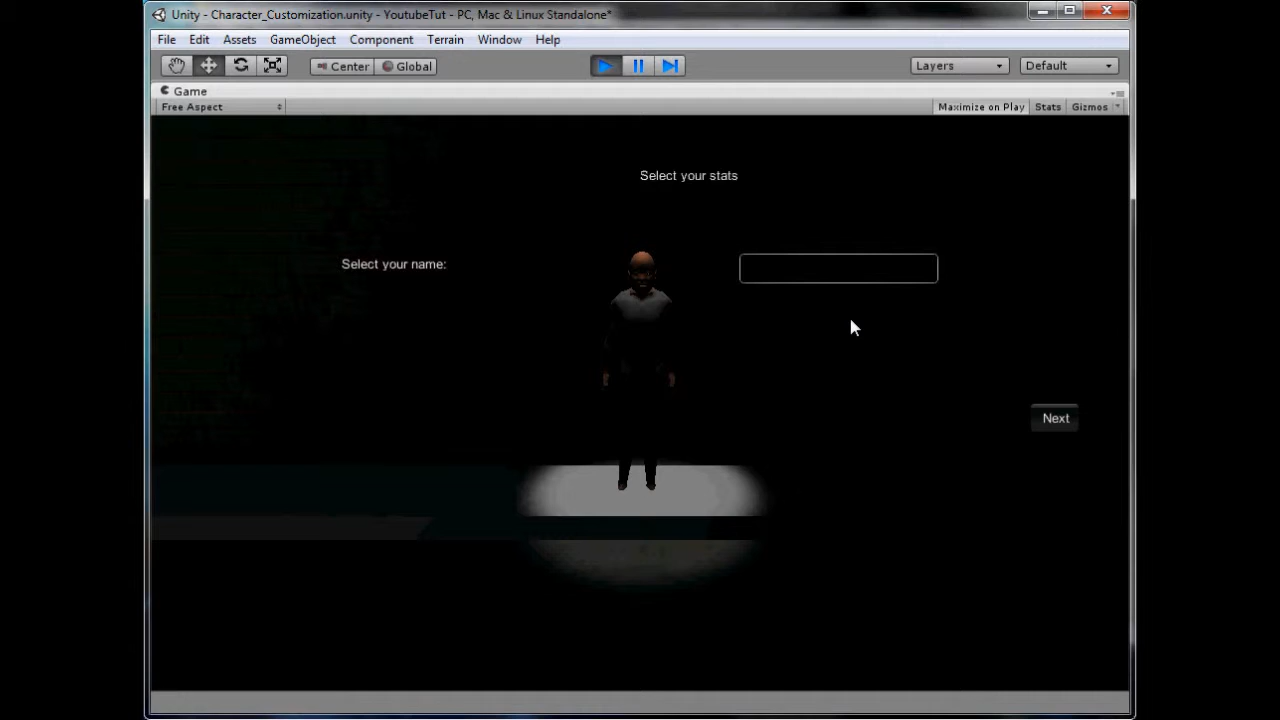 Unity - Character_Customization.unity - YoutubeTut - PC, Mac & Linux Standalone*
File Edit Assets GameObject Component Terrain Window Help
Center Global Layers Default
Game
Free Aspect Maximize on Play Stats Gizmos
Select your stats
Select your name:
Next